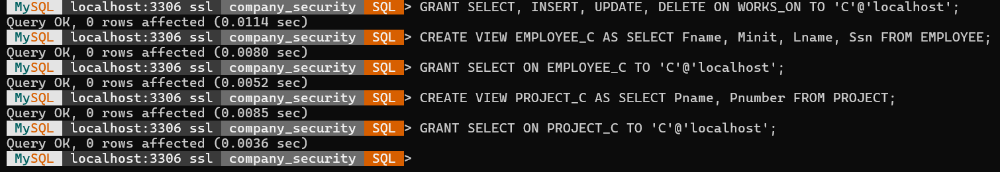 MySQL localhost:3306 ssl company_security SQL > GRANT SELECT, INSERT, UPDATE, DELETE ON WORKS_ON TO 'C'@'localhost';
Query OK, 0 rows affected (0.0114 sec)
MySQL localhost:3306 ssl company_security SQL > CREATE VIEW EMPLOYEE_C AS SELECT Fname, Minit, Lname, Ssn FROM EMPLOYEE;
Query OK, 0 rows affected (0.0080 sec)
MySQL localhost:3306 ssl company_security SQL > GRANT SELECT ON EMPLOYEE_C TO 'C'@'localhost';
Query OK, 0 rows affected (0.0052 sec)
MySQL localhost:3306 ssl company_security SQL > CREATE VIEW PROJECT_C AS SELECT Pname, Pnumber FROM PROJECT;
Query OK, 0 rows affected (0.0085 sec)
MySQL localhost:3306 ssl company_security SQL > GRANT SELECT ON PROJECT_C TO 'C'@'localhost';
Query OK, 0 rows affected (0.0036 sec)
MySQL localhost:3306 ssl company_security SQL >